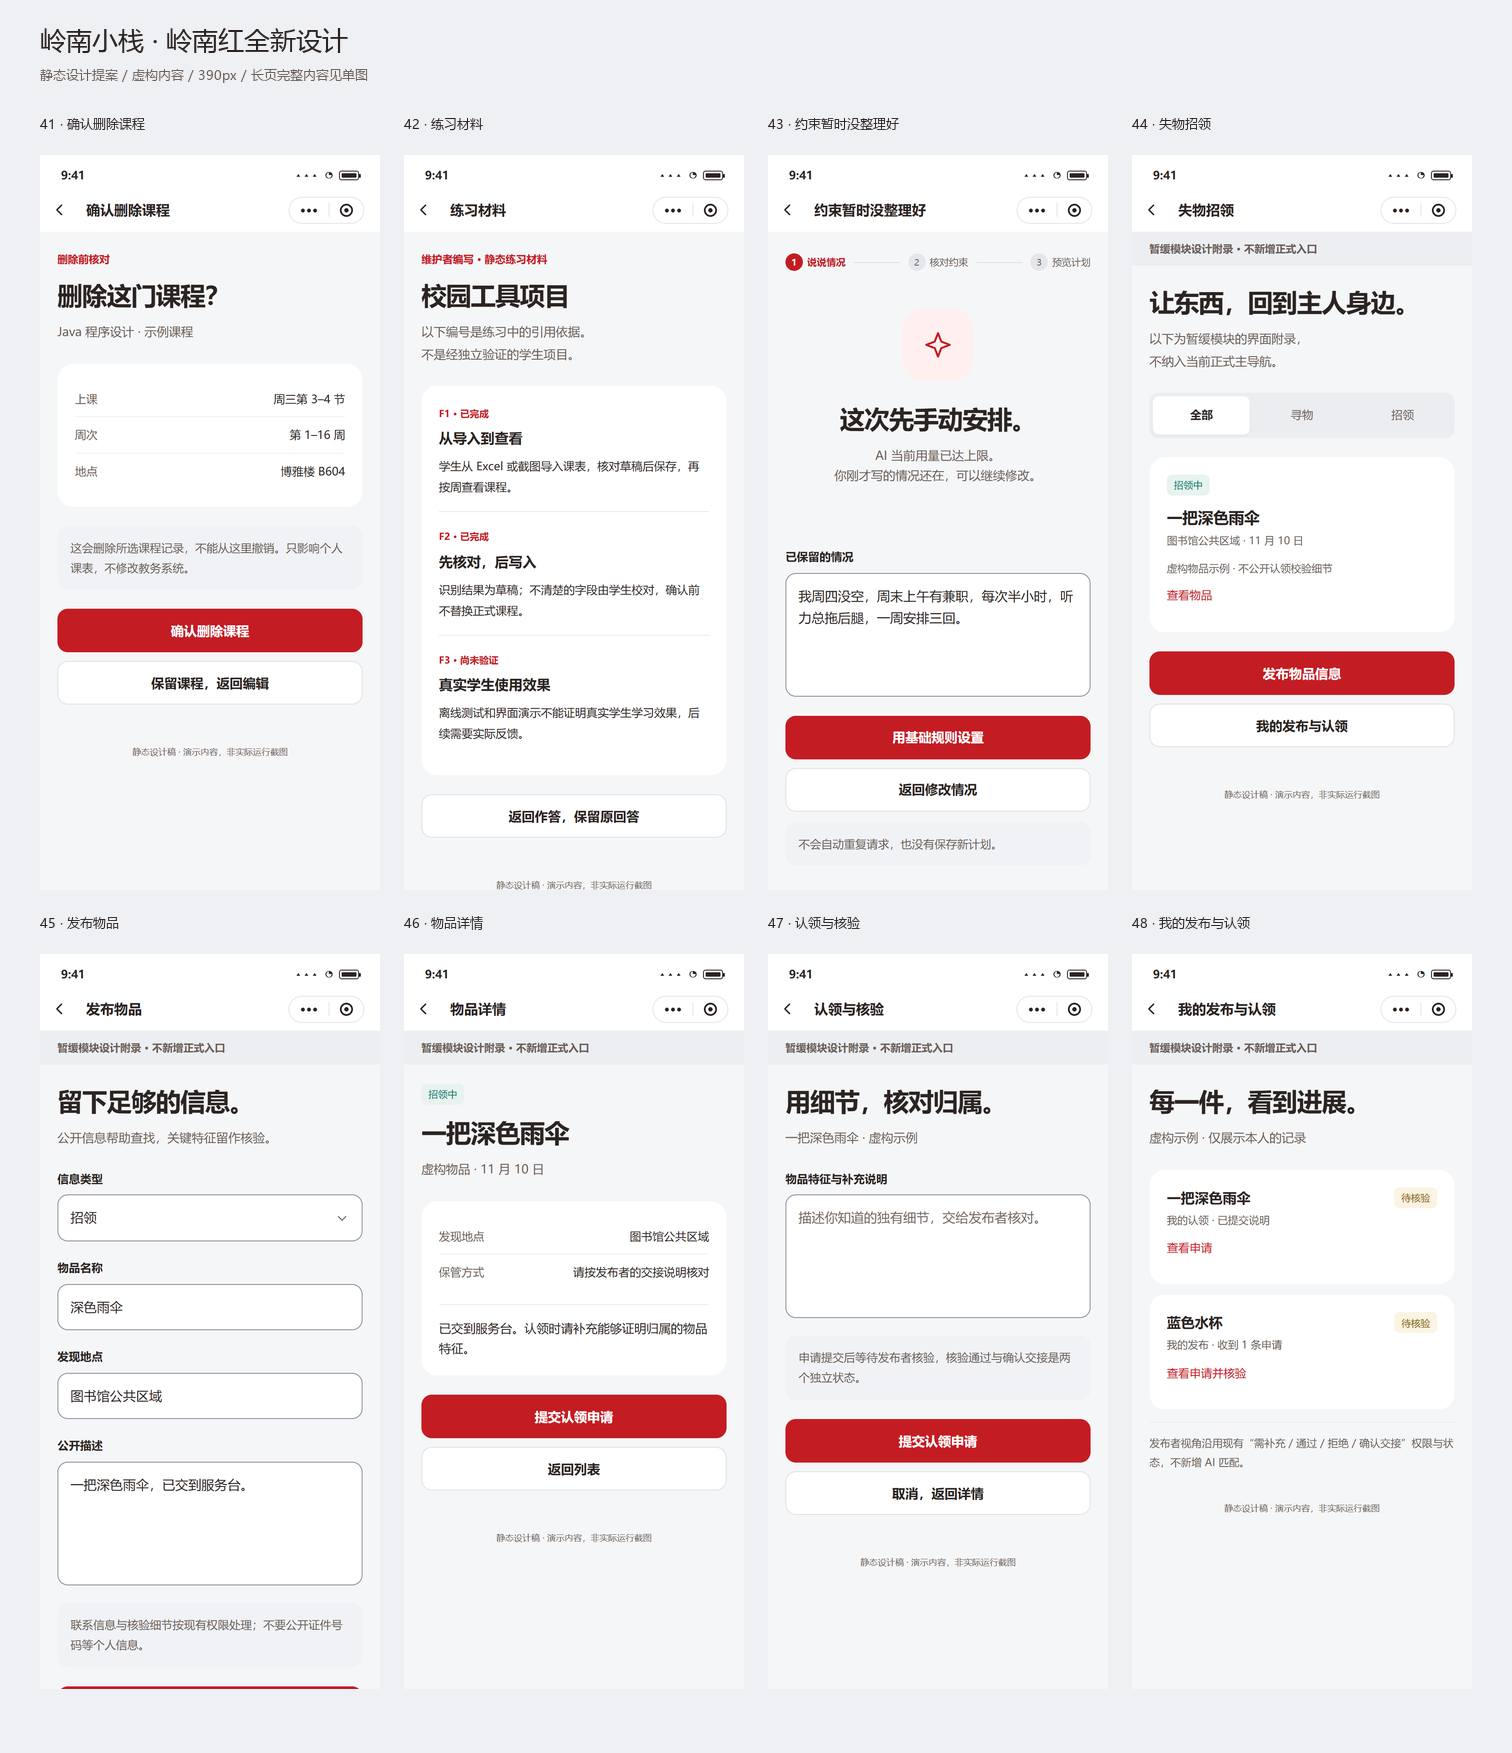 岭南小栈 · 岭南红全新设计
静态设计提案 / 虚构内容 / 390px / 长页完整内容见单图
41 · 确认删除课程
9:41
确认删除课程
删除前核对
删除这门课程？
Java 程序设计 · 示例课程
上课 周三第 3–4 节
周次 第 1–16 周
地点 博雅楼 B604
这会删除所选课程记录，不能从这里撤销。只影响个人
课表，不修改教务系统。
确认删除课程
保留课程，返回编辑
静态设计稿 · 演示内容，非实际运行截图
42 · 练习材料
9:41
练习材料
维护者编写 • 静态练习材料
校园工具项目
以下编号是练习中的引用依据。
不是经独立验证的学生项目。
F1 • 已完成
从导入到查看
学生从 Excel 或截图导入课表，核对草稿后保存，再
按周查看课程。
F2 • 已完成
先核对，后写入
识别结果为草稿；不清楚的字段由学生校对，确认前
不替换正式课程。
F3 • 尚未验证
真实学生使用效果
离线测试和界面演示不能证明真实学生学习效果，后
续需要实际反馈。
返回作答，保留原回答
静态设计稿 · 演示内容，非实际运行截图
43 · 约束暂时没整理好
9:41
约束暂时没整理好
1 说说情况 2 核对约束 3 预览计划
这次先手动安排。
AI 当前用量已达上限。
你刚才写的情况还在，可以继续修改。
已保留的情况
我周四没空，周末上午有兼职，每次半小时，听
力总拖后腿，一周安排三回。
用基础规则设置
返回修改情况
不会自动重复请求，也没有保存新计划。
44 · 失物招领
9:41
失物招领
暂缓模块设计附录 • 不新增正式入口
让东西，回到主人身边。
以下为暂缓模块的界面附录，
不纳入当前正式主导航。
全部 寻物 招领
招领中
一把深色雨伞
图书馆公共区域 · 11 月 10 日
虚构物品示例 · 不公开认领校验细节
查看物品
发布物品信息
我的发布与认领
静态设计稿 · 演示内容，非实际运行截图
45 · 发布物品
9:41
发布物品
暂缓模块设计附录 • 不新增正式入口
留下足够的信息。
公开信息帮助查找，关键特征留作核验。
信息类型
招领
物品名称
深色雨伞
发现地点
图书馆公共区域
公开描述
一把深色雨伞，已交到服务台。
联系信息与核验细节按现有权限处理；不要公开证件号
码等个人信息。
46 · 物品详情
9:41
物品详情
暂缓模块设计附录 • 不新增正式入口
招领中
一把深色雨伞
虚构物品 · 11 月 10 日
发现地点 图书馆公共区域
保管方式 请按发布者的交接说明核对
已交到服务台。认领时请补充能够证明归属的物品
特征。
提交认领申请
返回列表
静态设计稿 · 演示内容，非实际运行截图
47 · 认领与核验
9:41
认领与核验
暂缓模块设计附录 • 不新增正式入口
用细节，核对归属。
一把深色雨伞 · 虚构示例
物品特征与补充说明
描述你知道的独有细节，交给发布者核对。
申请提交后等待发布者核验，核验通过与确认交接是两
个独立状态。
提交认领申请
取消，返回详情
静态设计稿 · 演示内容，非实际运行截图
48 · 我的发布与认领
9:41
我的发布与认领
暂缓模块设计附录 • 不新增正式入口
每一件，看到进展。
虚构示例 · 仅展示本人的记录
一把深色雨伞 待核验
我的认领 · 已提交说明
查看申请
蓝色水杯 待核验
我的发布 · 收到 1 条申请
查看申请并核验
发布者视角沿用现有“需补充 / 通过 / 拒绝 / 确认交接”权限与状
态，不新增 AI 匹配。
静态设计稿 · 演示内容，非实际运行截图